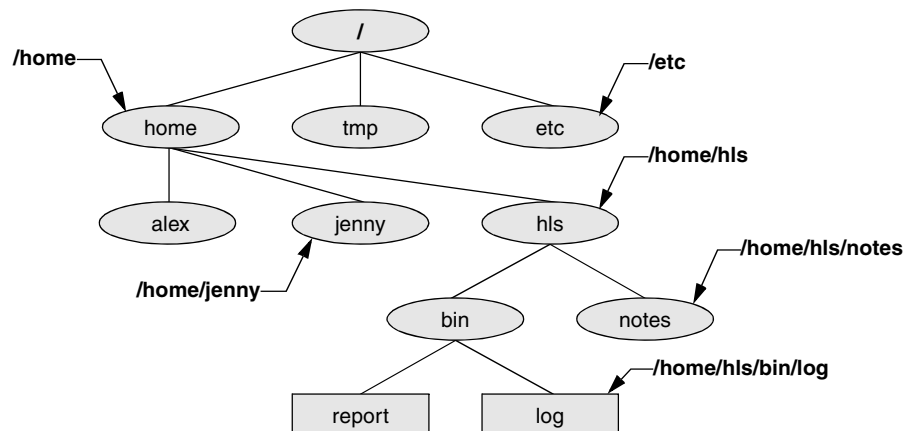 /
/home
/etc
home
tmp
etc
/home/hls
alex
jenny
hls
/home/hls/notes
/home/jenny
bin
notes
/home/hls/bin/log
report
log